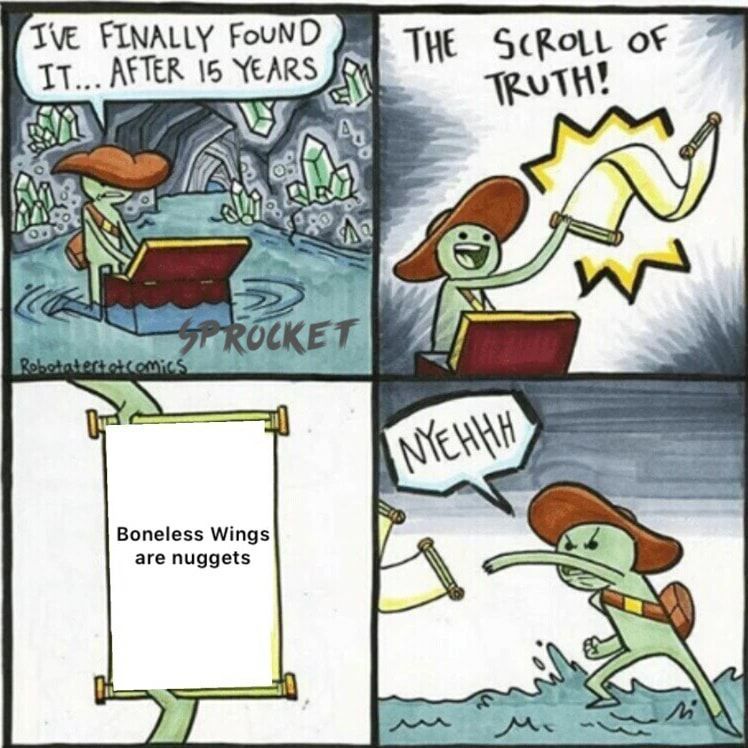 I'VE FINALLY FOUND
IT... AFTER 15 YEARS
THE SCROLL OF
TRUTH!
SPROCKET
Robotatertotcomics
Boneless Wings
are nuggets
NYEHHH